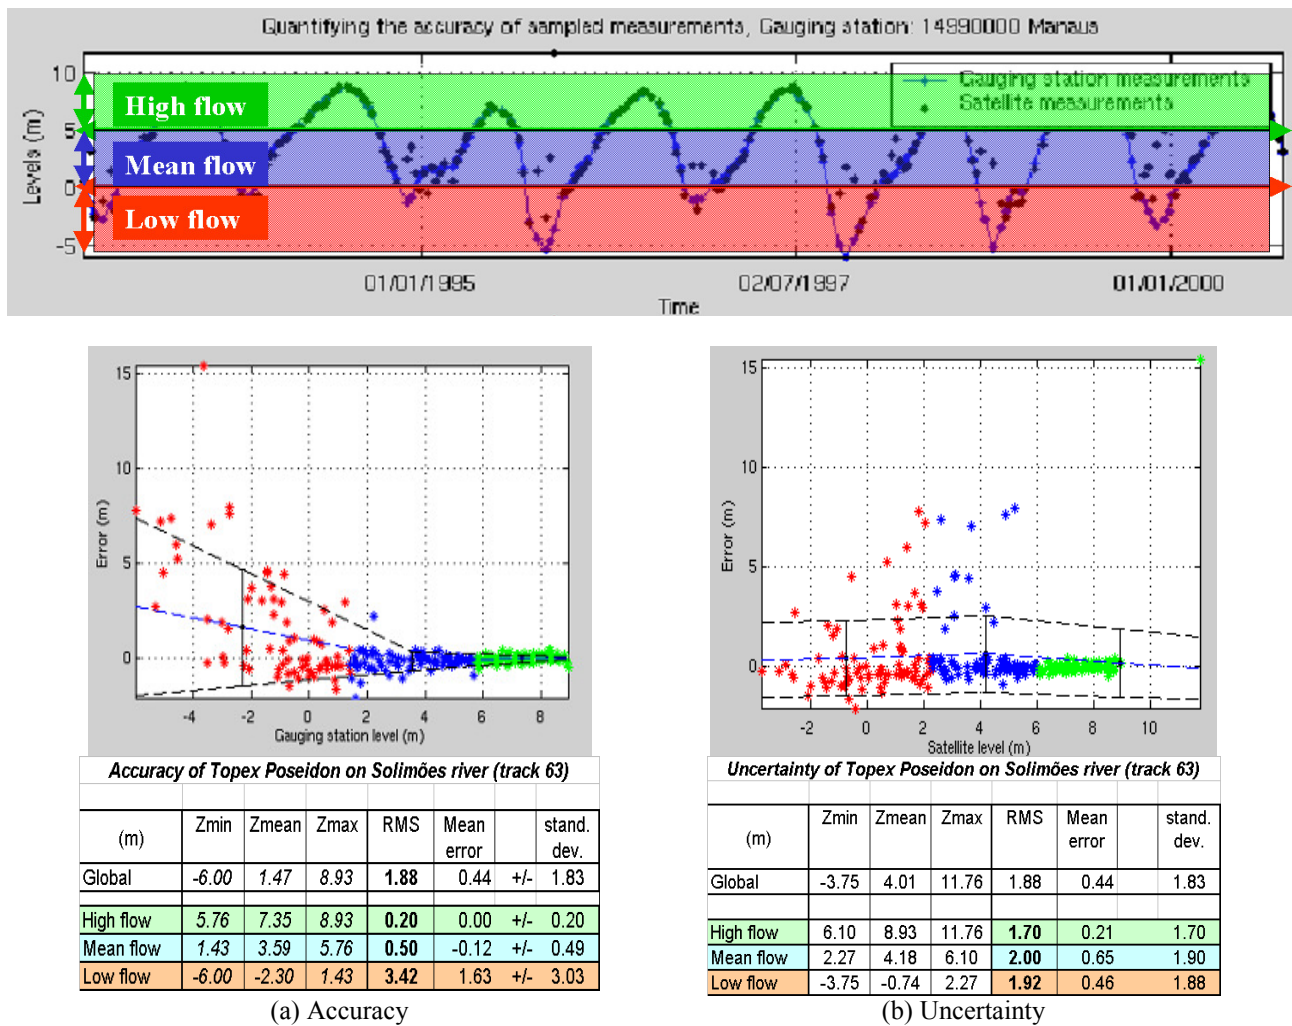 Quantifying the accuracy of sampled measurements, Gauging station: 14990000 Manaus
10
5
0
-5
Levels (m)
High flow
Mean flow
Low flow
Gauging station measurements
Satellite measurements
01/01/1995 02/07/1997 01/01/2000
Time
15
10
5
0
Error (m)
-4 -2 0 2 4 6 8
Gauging station level (m)
Accuracy of Topex Poseidon on Solimões river (track 63)
(m) Zmin Zmean Zmax RMS Mean error stand. dev.
Global -6.00 1.47 8.93 1.88 0.44 +/- 1.83
High flow 5.76 7.35 8.93 0.20 0.00 +/- 0.20
Mean flow 1.43 3.59 5.76 0.50 -0.12 +/- 0.49
Low flow -6.00 -2.30 1.43 3.42 1.63 +/- 3.03
(a) Accuracy
15
10
5
0
Error (m)
-2 0 2 4 6 8 10
Satellite level (m)
Uncertainty of Topex Poseidon on Solimões river (track 63)
(m) Zmin Zmean Zmax RMS Mean error stand. dev.
Global -3.75 4.01 11.76 1.88 0.44 1.83
High flow 6.10 8.93 11.76 1.70 0.21 1.70
Mean flow 2.27 4.18 6.10 2.00 0.65 1.90
Low flow -3.75 -0.74 2.27 1.92 0.46 1.88
(b) Uncertainty